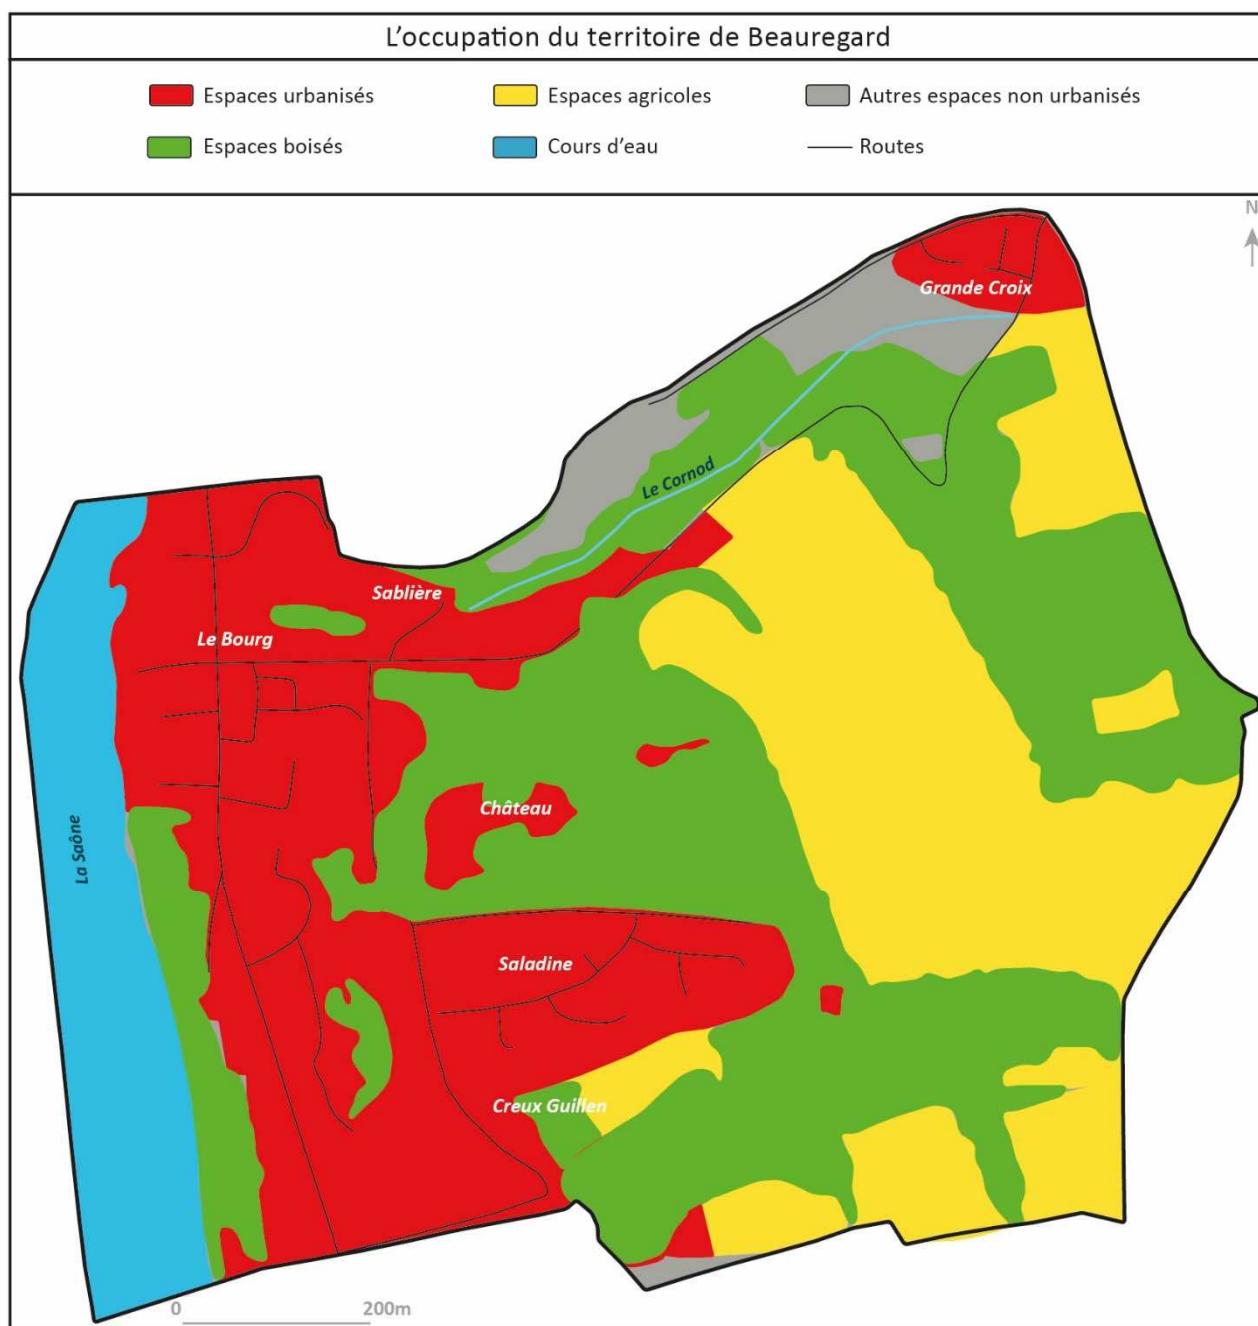 L'occupation du territoire de Beauregard
Espaces urbanisés
Espaces agricoles
Autres espaces non urbanisés
Espaces boisés
Cours d'eau
Routes
N
Grande Croix
Le Cornod
Sablière
Le Bourg
Château
La Saône
Saladine
Creux Guillen
0 200m